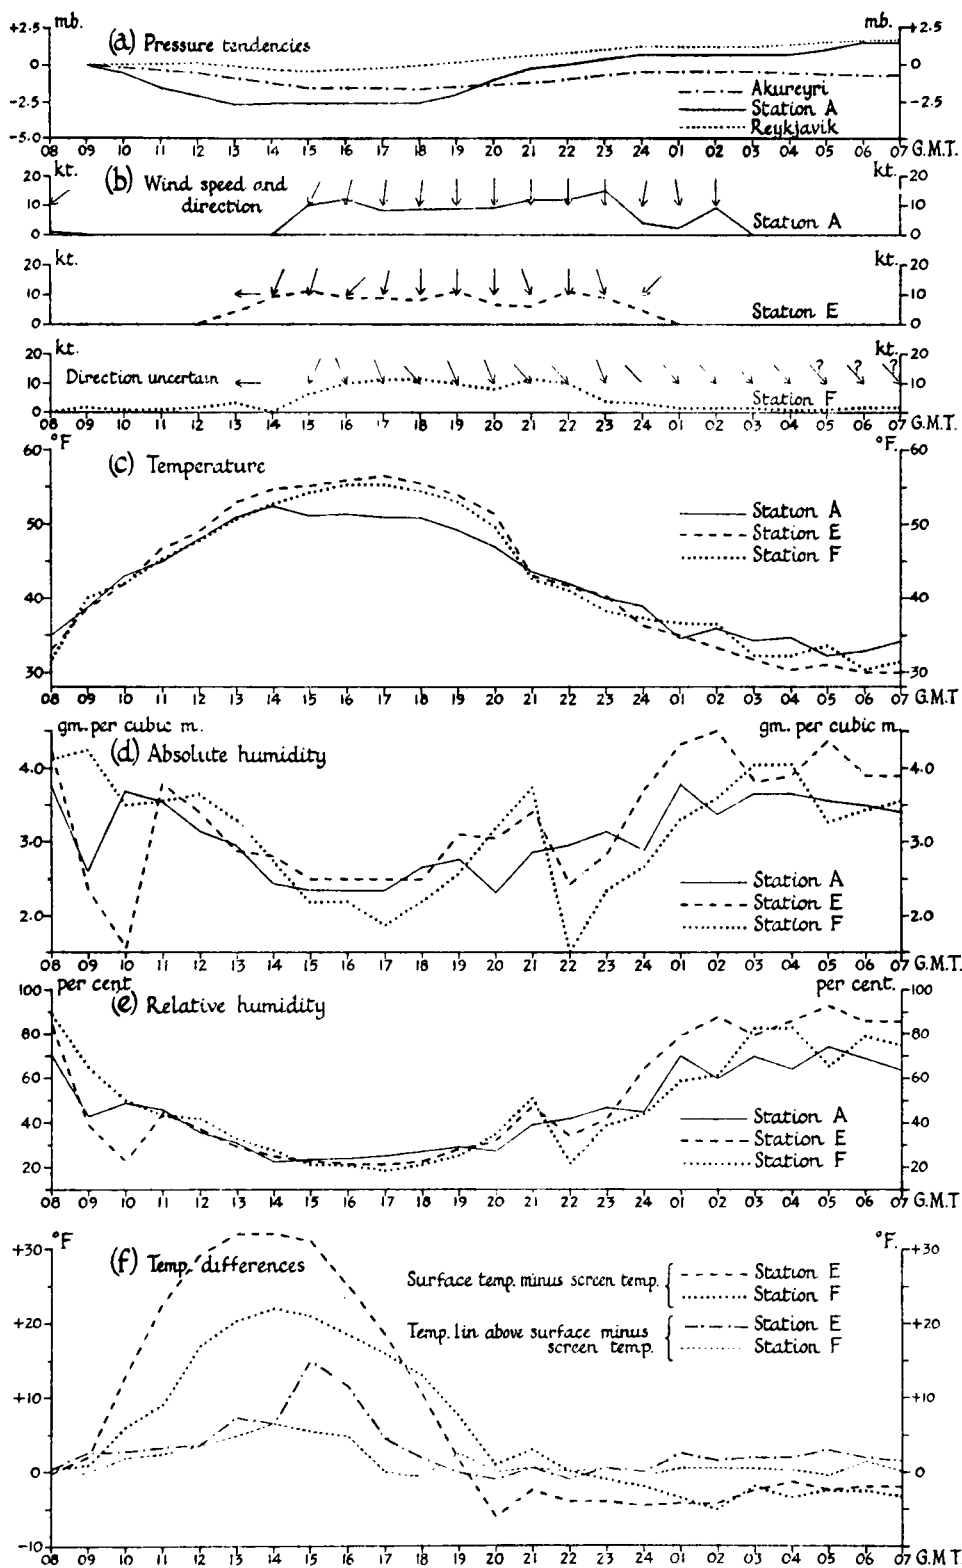 +2.5 mb. mb. +2.5
(a) Pressure tendencies
0 0
Akureyri
-2.5 Station A -2.5
Reykjavik
-5.0
08 09 10 11 12 13 14 15 16 17 18 19 20 21 22 23 24 01 02 03 04 05 06 07 G.M.T.
20 kt. (b) Wind speed and kt. 20
10 direction 10
0 Station A 0
20 kt. kt. 20
10 10
0 Station E 0
20 kt. kt. 20
10 Direction uncertain ? ? ? 10
0 Station F 0
08 09 10 11 12 13 14 15 16 17 18 19 20 21 22 23 24 01 02 03 04 05 06 07 G.M.T.
60 °F °F 60
(c) Temperature
50 Station A 50
Station E
Station F
40 40
30 30
08 09 10 11 12 13 14 15 16 17 18 19 20 21 22 23 24 01 02 03 04 05 06 07 G.M.T
gm. per cubic m. gm. per cubic m.
(d) Absolute humidity
4.0 4.0
3.0 3.0
Station A
Station E
2.0 Station F 2.0
08 09 10 11 12 13 14 15 16 17 18 19 20 21 22 23 24 01 02 03 04 05 06 07 G.M.T.
100 per cent. per cent. 100
(e) Relative humidity
80 80
60 60
40 Station A 40
Station E
20 Station F 20
08 09 10 11 12 13 14 15 16 17 18 19 20 21 22 23 24 01 02 03 04 05 06 07 G.M.T
°F °F.
+30 (f) Temp. differences +30
Surface temp. minus screen temp. Station E
Station F
+20 Temp. 1 in above surface minus Station E +20
screen temp. Station F
+10 +10
0 0
-10
08 09 10 11 12 13 14 15 16 17 18 19 20 21 22 23 24 01 02 03 04 05 06 07 G.M.T